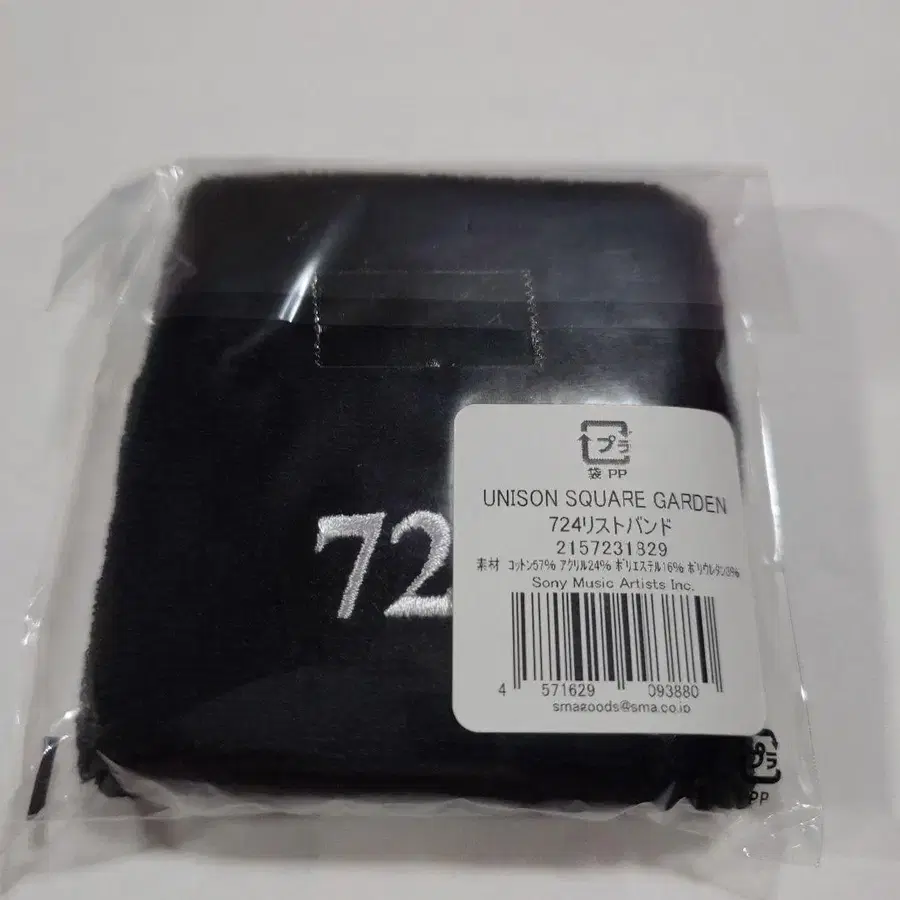 72
プラ
袋 PP
UNISON SQUARE GARDEN
724リストバンド
2157231829
素材 コットン57% アクリル24% ポリエステル16% ポリウレタン3%
Sony Music Artists Inc.
4 571629 093880
smagoods@sma.co.jp
プラ
PP